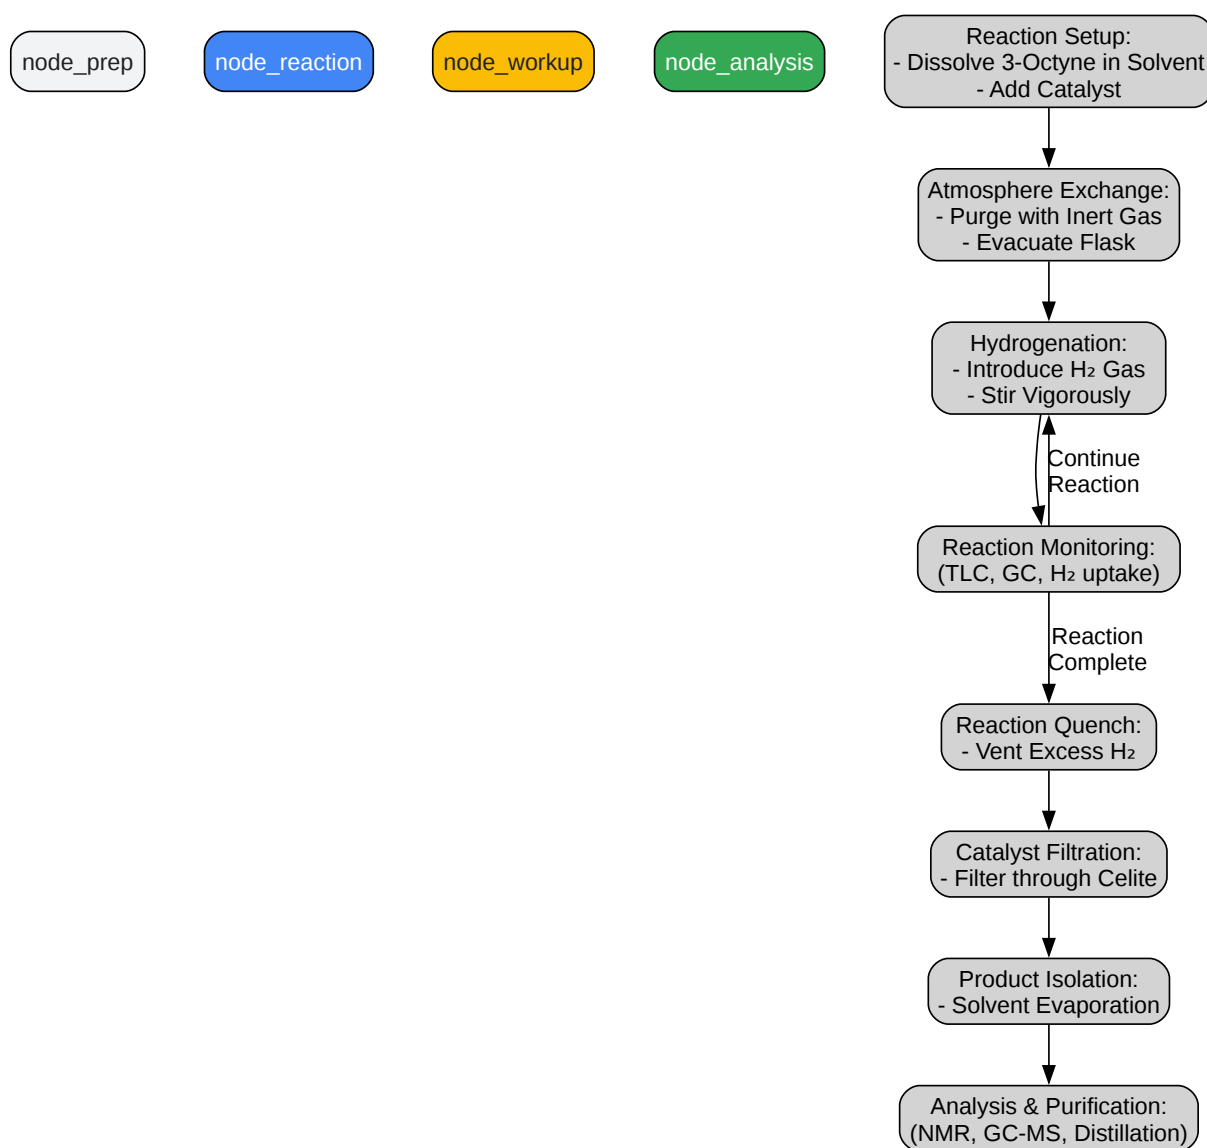 node_prep
node_reaction
node_workup
node_analysis
Reaction Setup:
- Dissolve 3-Octyne in Solvent
- Add Catalyst
Atmosphere Exchange:
- Purge with Inert Gas
- Evacuate Flask
Hydrogenation:
- Introduce H₂ Gas
- Stir Vigorously
Continue
Reaction
Reaction Monitoring:
(TLC, GC, H₂ uptake)
Reaction
Complete
Reaction Quench:
- Vent Excess H₂
Catalyst Filtration:
- Filter through Celite
Product Isolation:
- Solvent Evaporation
Analysis & Purification:
(NMR, GC-MS, Distillation)